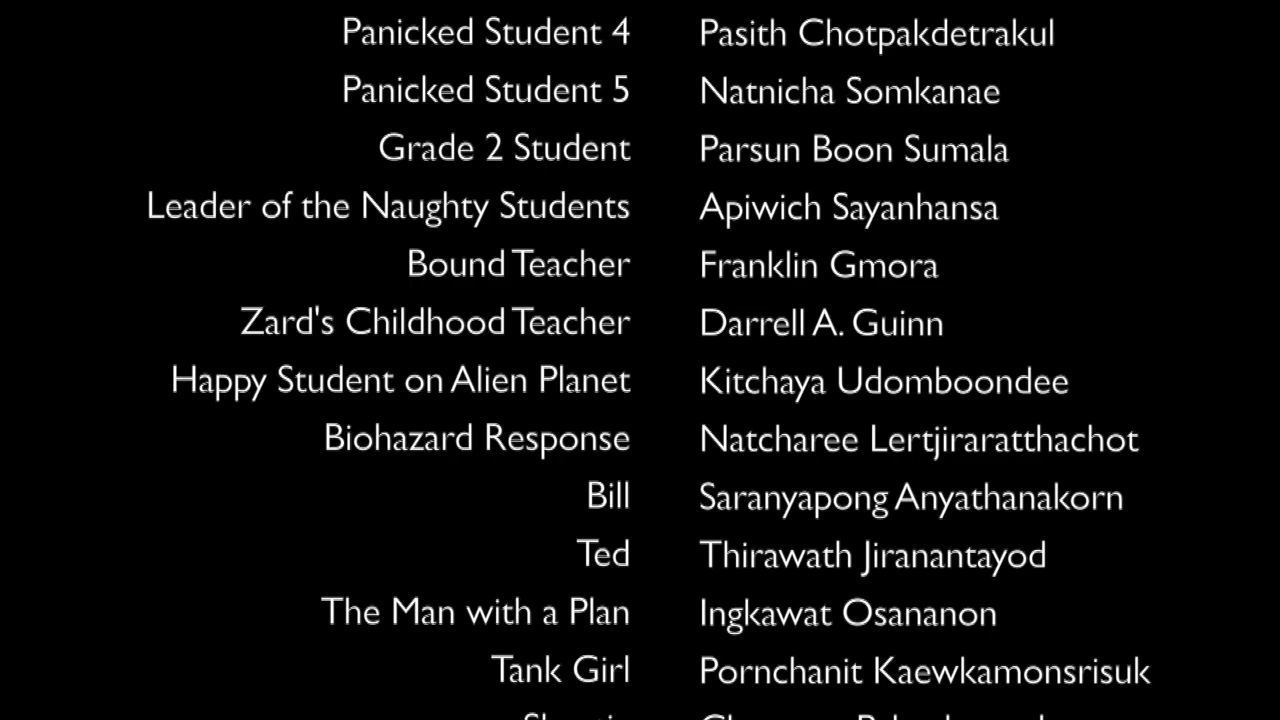 Panicked Student 4 Pasith Chotpakdetrakul
Panicked Student 5 Natnicha Somkanae
Grade 2 Student Parsun Boon Sumala
Leader of the Naughty Students Apiwich Sayanhansa
Bound Teacher Franklin Gmora
Zard's Childhood Teacher Darrell A. Guinn
Happy Student on Alien Planet Kitchaya Udomboondee
Biohazard Response Natcharee Lertjiraratthachot
Bill Saranyapong Anyathanakorn
Ted Thirawath Jiranantayod
The Man with a Plan Ingkawat Osananon
Tank Girl Pornchanit Kaewkamonsrisuk